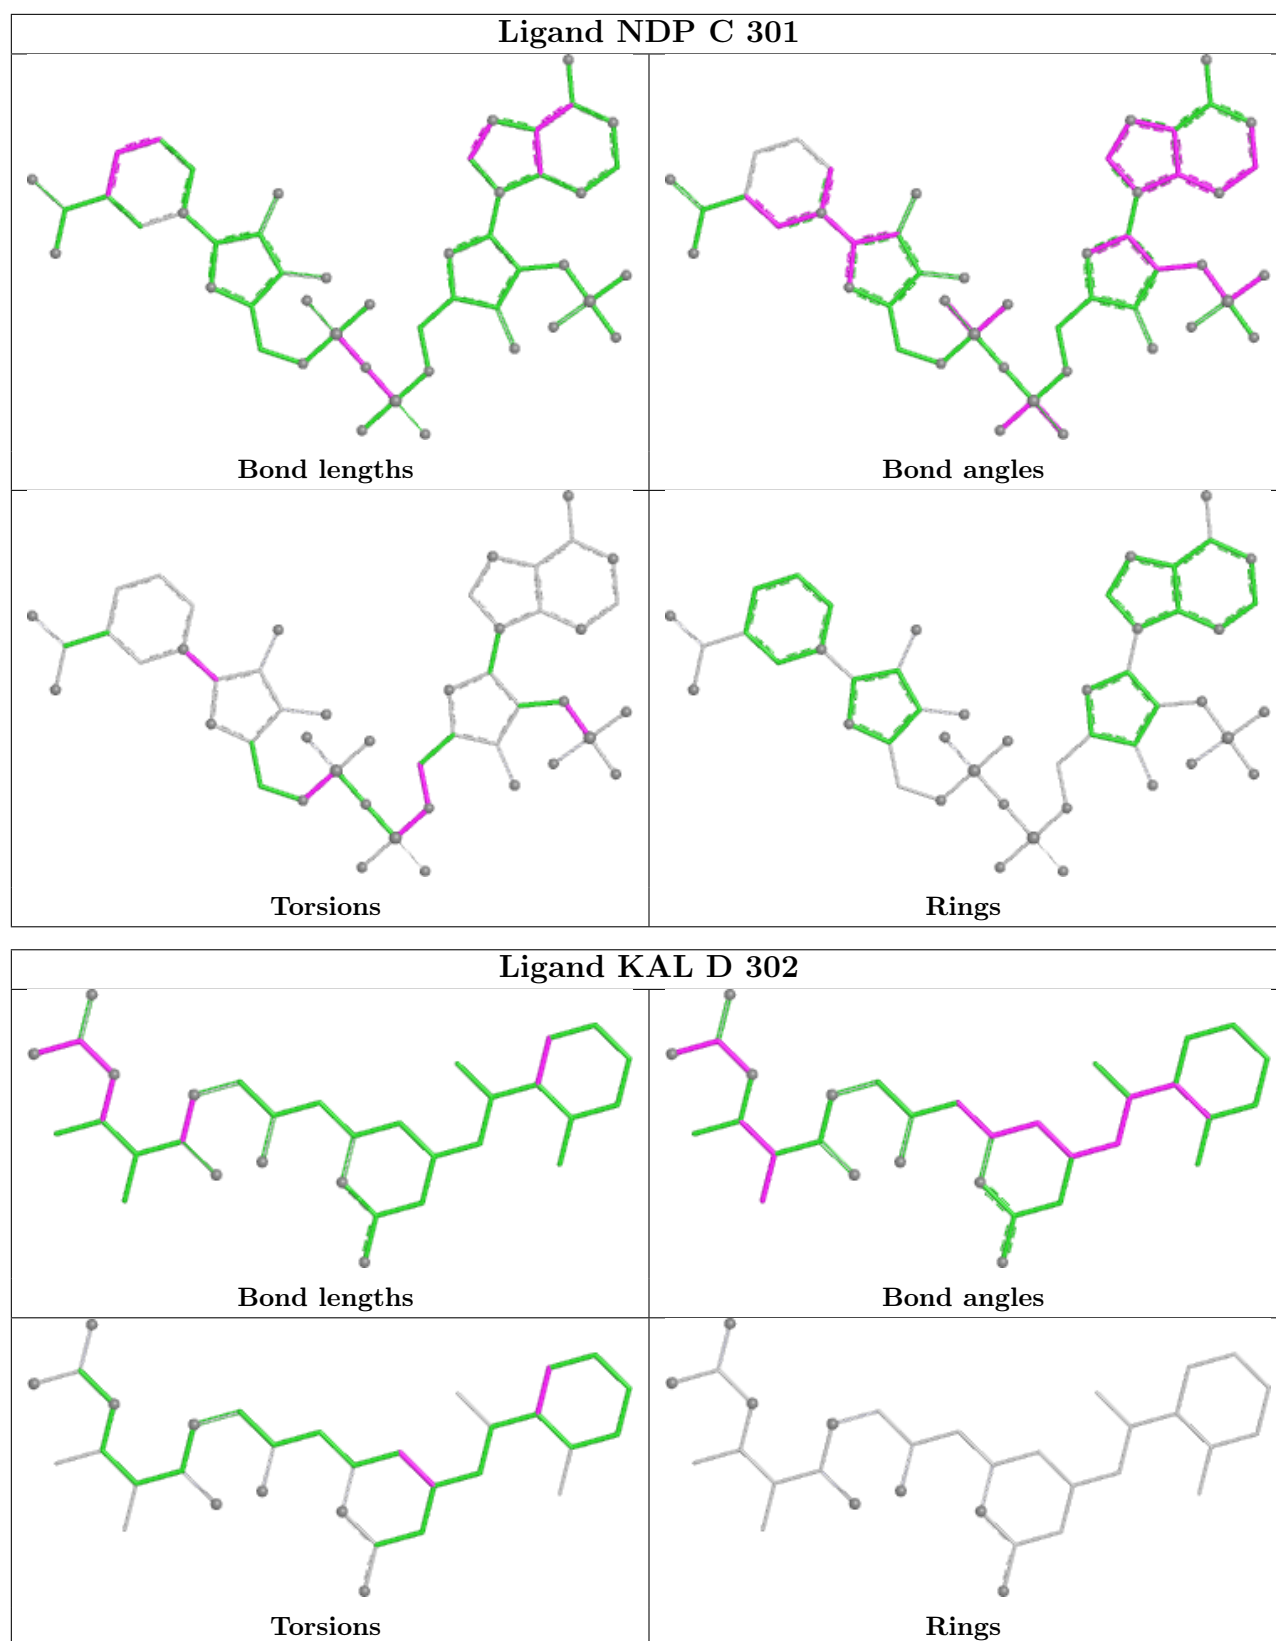 Ligand NDP C 301
Bond lengths
Bond angles
Torsions
Rings
Ligand KAL D 302
Bond lengths
Bond angles
Torsions
Rings